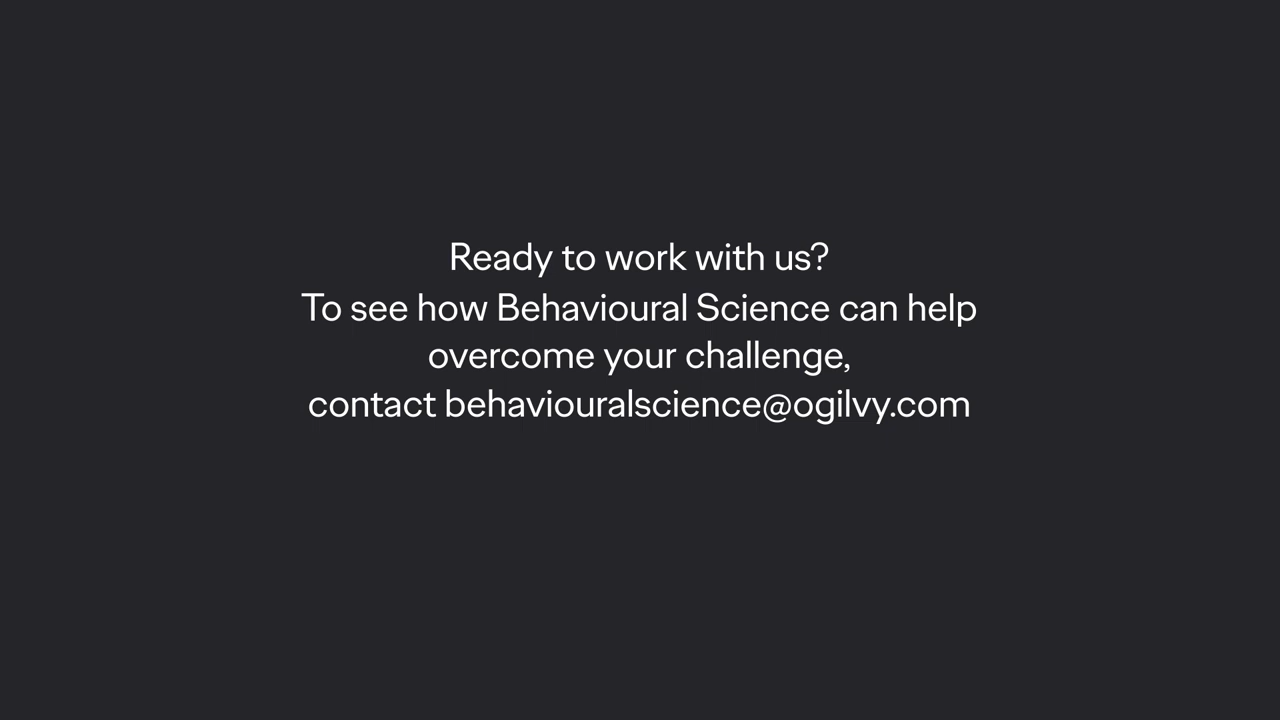 Ready to work with us?
To see how Behavioural Science can help
overcome your challenge,
contact behaviouralscience@ogilvy.com